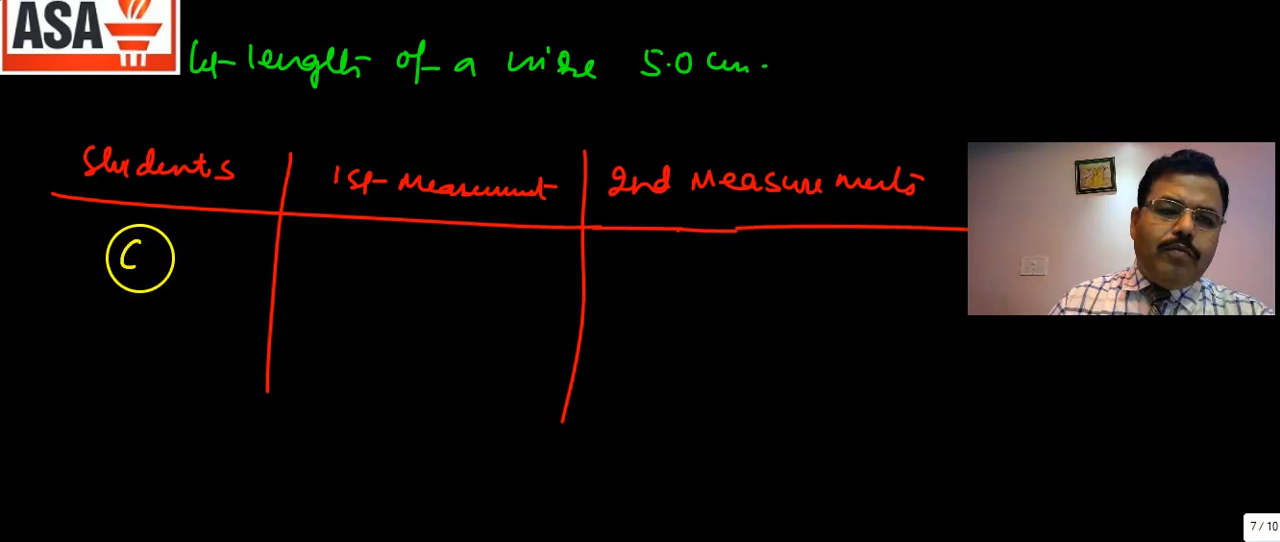 ASA
let length of a wire 5.0 cm.
Students 1st Measurement 2nd Measurements
C
7 / 10